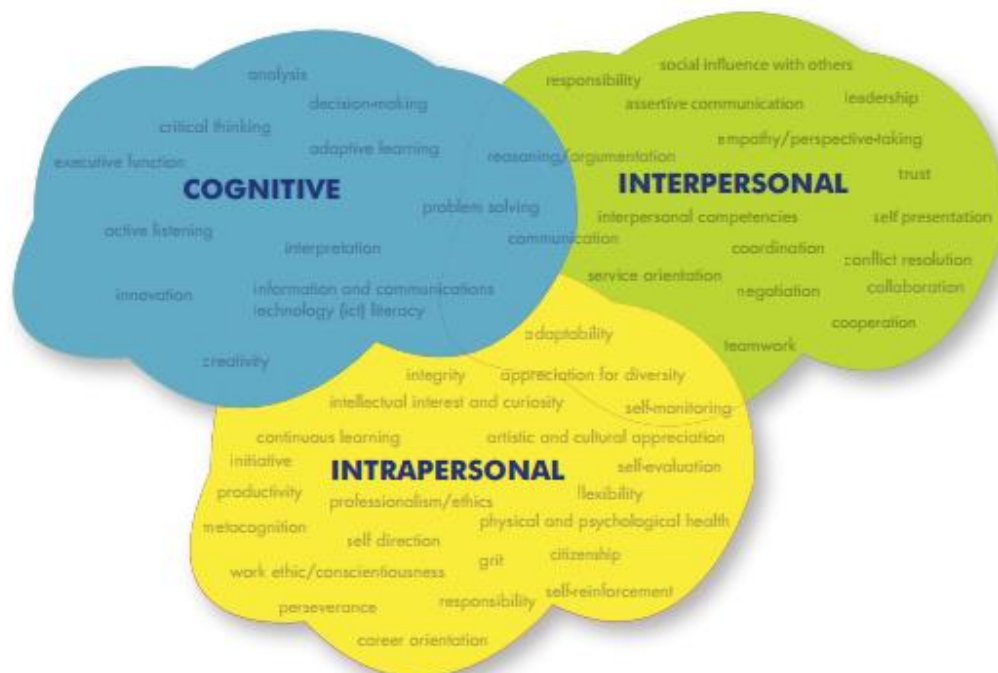 analysis
decision-making
critical thinking
adaptive learning
executive function
COGNITIVE
problem solving
active listening
interpretation
innovation
information and communications
technology (ict) literacy
creativity
reasoning/argumentation
communication
responsibility
social influence with others
assertive communication
leadership
empathy/perspective-taking
trust
INTERPERSONAL
interpersonal competencies
self presentation
coordination
conflict resolution
service orientation
negotiation
collaboration
cooperation
teamwork
adaptability
integrity
appreciation for diversity
intellectual interest and curiosity
self-monitoring
continuous learning
artistic and cultural appreciation
initiative
INTRAPERSONAL
self-evaluation
productivity
professionalism/ethics
flexibility
metacognition
physical and psychological health
self direction
grit
citizenship
work ethic/conscientiousness
self-reinforcement
perseverance
responsibility
career orientation